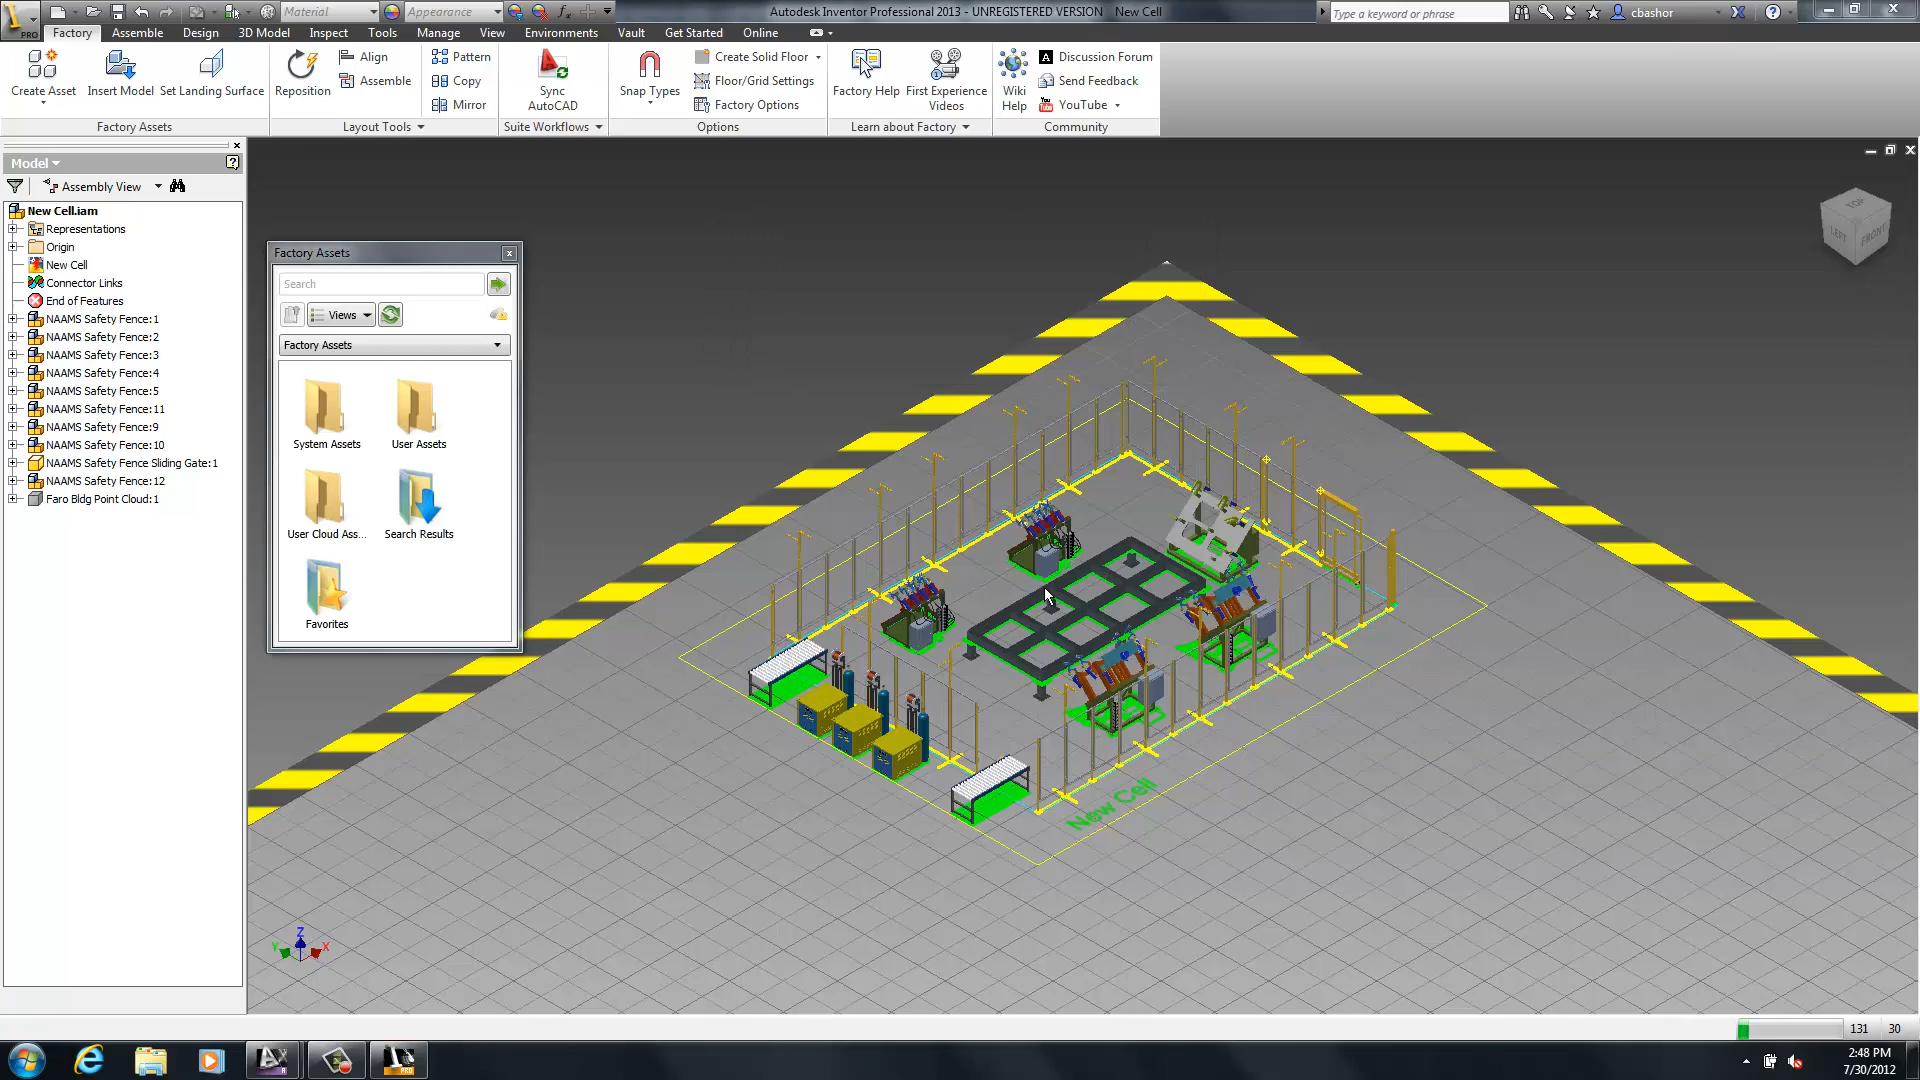 Material
Appearance
Autodesk Inventor Professional 2013 - UNREGISTERED VERSION New Cell
Type a keyword or phrase
cbashor
PRO
Factory
Assemble
Design
3D Model
Inspect
Tools
Manage
View
Environments
Vault
Get Started
Online
Create Asset
Insert Model
Set Landing Surface
Factory Assets
Reposition
Align
Assemble
Pattern
Copy
Mirror
Layout Tools
Sync
AutoCAD
Suite Workflows
Snap Types
Create Solid Floor
Floor/Grid Settings
Factory Options
Options
Factory Help
First Experience
Videos
Learn about Factory
Wiki
Help
Discussion Forum
Send Feedback
YouTube
Community
Model
Assembly View
New Cell.iam
Representations
Origin
New Cell
Connector Links
End of Features
NAAMS Safety Fence:1
NAAMS Safety Fence:2
NAAMS Safety Fence:3
NAAMS Safety Fence:4
NAAMS Safety Fence:5
NAAMS Safety Fence:11
NAAMS Safety Fence:9
NAAMS Safety Fence:10
NAAMS Safety Fence Sliding Gate:1
NAAMS Safety Fence:12
Faro Bldg Point Cloud:1
Factory Assets
Search
Views
Factory Assets
System Assets
User Assets
User Cloud Ass...
Search Results
Favorites
TOP
LEFT
FRONT
New Cell
Z
Y
X
131 30
2:48 PM
7/30/2012